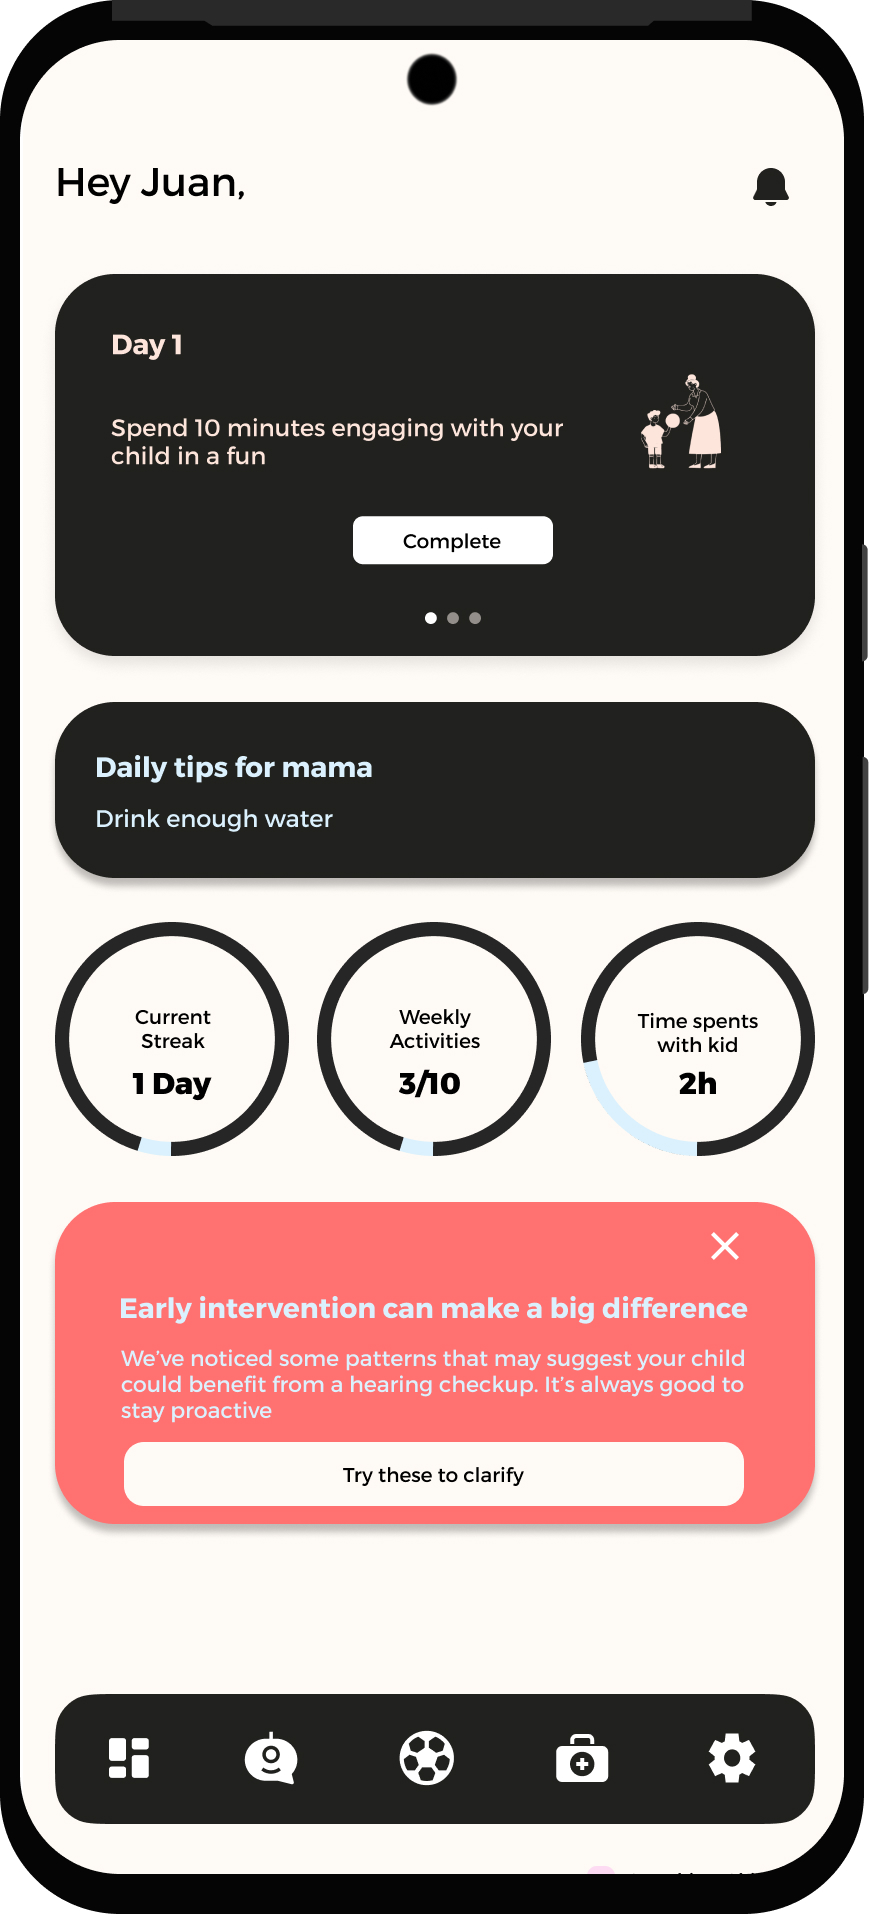 Hey Juan,
Day 1
Spend 10 minutes engaging with your
child in a fun
Complete
Daily tips for mama
Drink enough water
Current
Streak
1 Day
Weekly
Activities
3/10
Time spents
with kid
2h
Early intervention can make a big difference
We've noticed some patterns that may suggest your child
could benefit from a hearing checkup. It's always good to
stay proactive
Try these to clarify